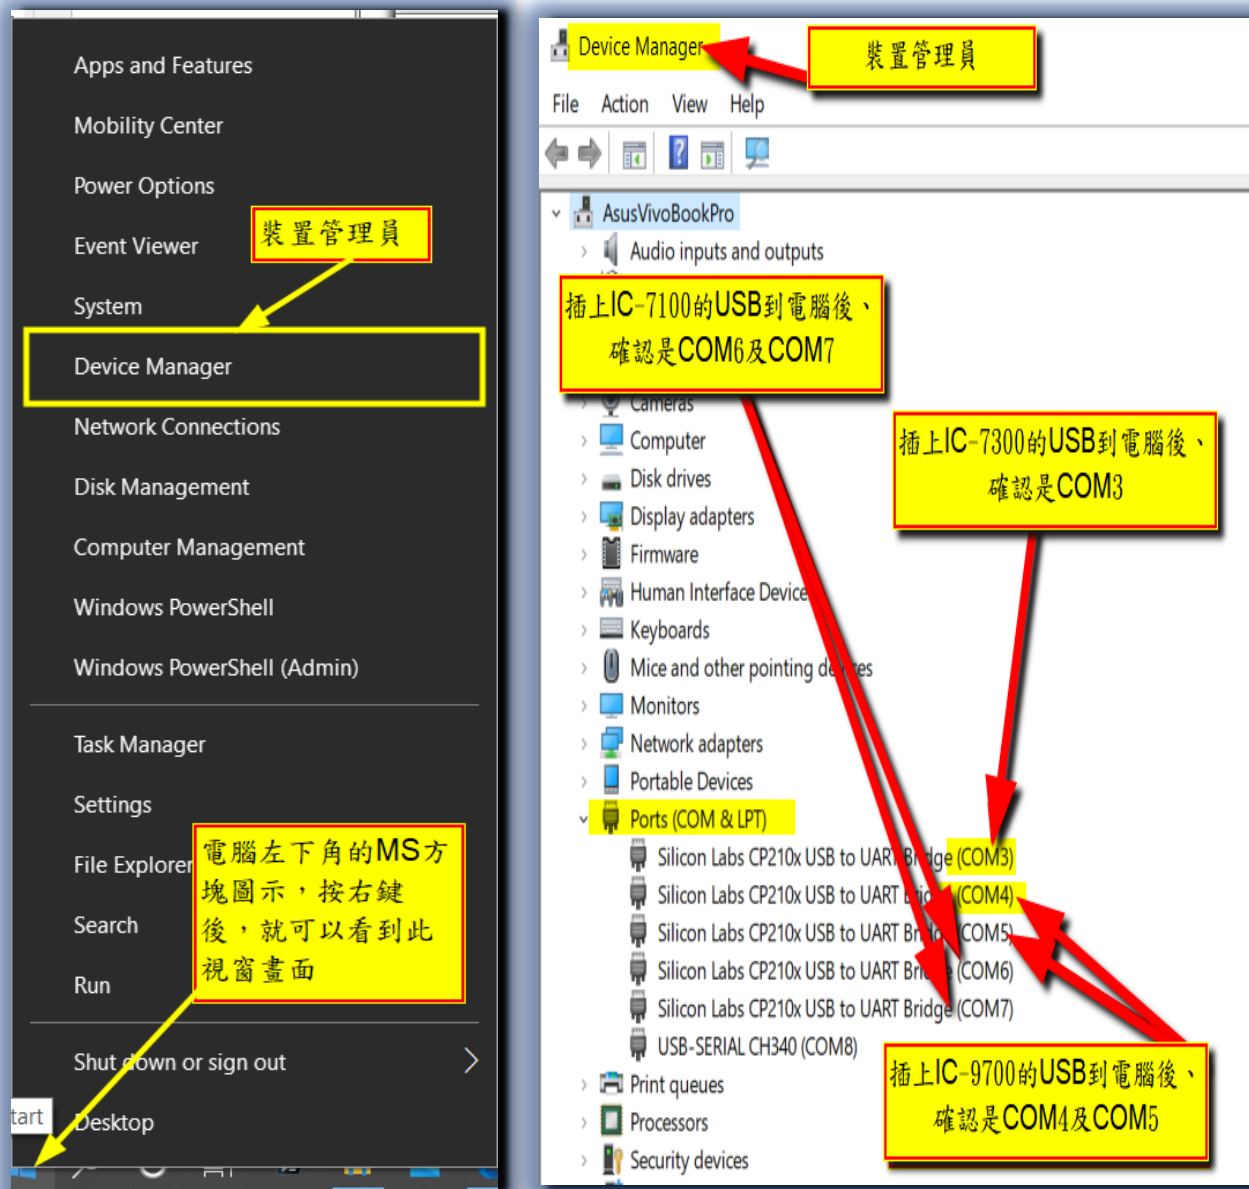 Apps and Features
Mobility Center
Power Options
Event Viewer
裝置管理員
System
Device Manager
Network Connections
Disk Management
Computer Management
Windows PowerShell
Windows PowerShell (Admin)
Task Manager
Settings
File Explorer
電腦左下角的MS方
塊圖示，按右鍵
後，就可以看到此
視窗畫面
Search
Run
Shut down or sign out
Desktop
Device Manager
裝置管理員
File Action View Help
AsusVivoBookPro
Audio inputs and outputs
插上IC-7100的USB到電腦後、
確認是COM6及COM7
Cameras
插上IC-7300的USB到電腦後、
確認是COM3
Computer
Disk drives
Display adapters
Firmware
Human Interface Device
Keyboards
Mice and other pointing devices
Monitors
Network adapters
Portable Devices
Ports (COM & LPT)
Silicon Labs CP210x USB to UART Bridge (COM3)
Silicon Labs CP210x USB to UART Bridge (COM4)
Silicon Labs CP210x USB to UART Bridge (COM5)
Silicon Labs CP210x USB to UART Bridge (COM6)
Silicon Labs CP210x USB to UART Bridge (COM7)
USB-SERIAL CH340 (COM8)
插上IC-9700的USB到電腦後、
確認是COM4及COM5
Print queues
Processors
Security devices